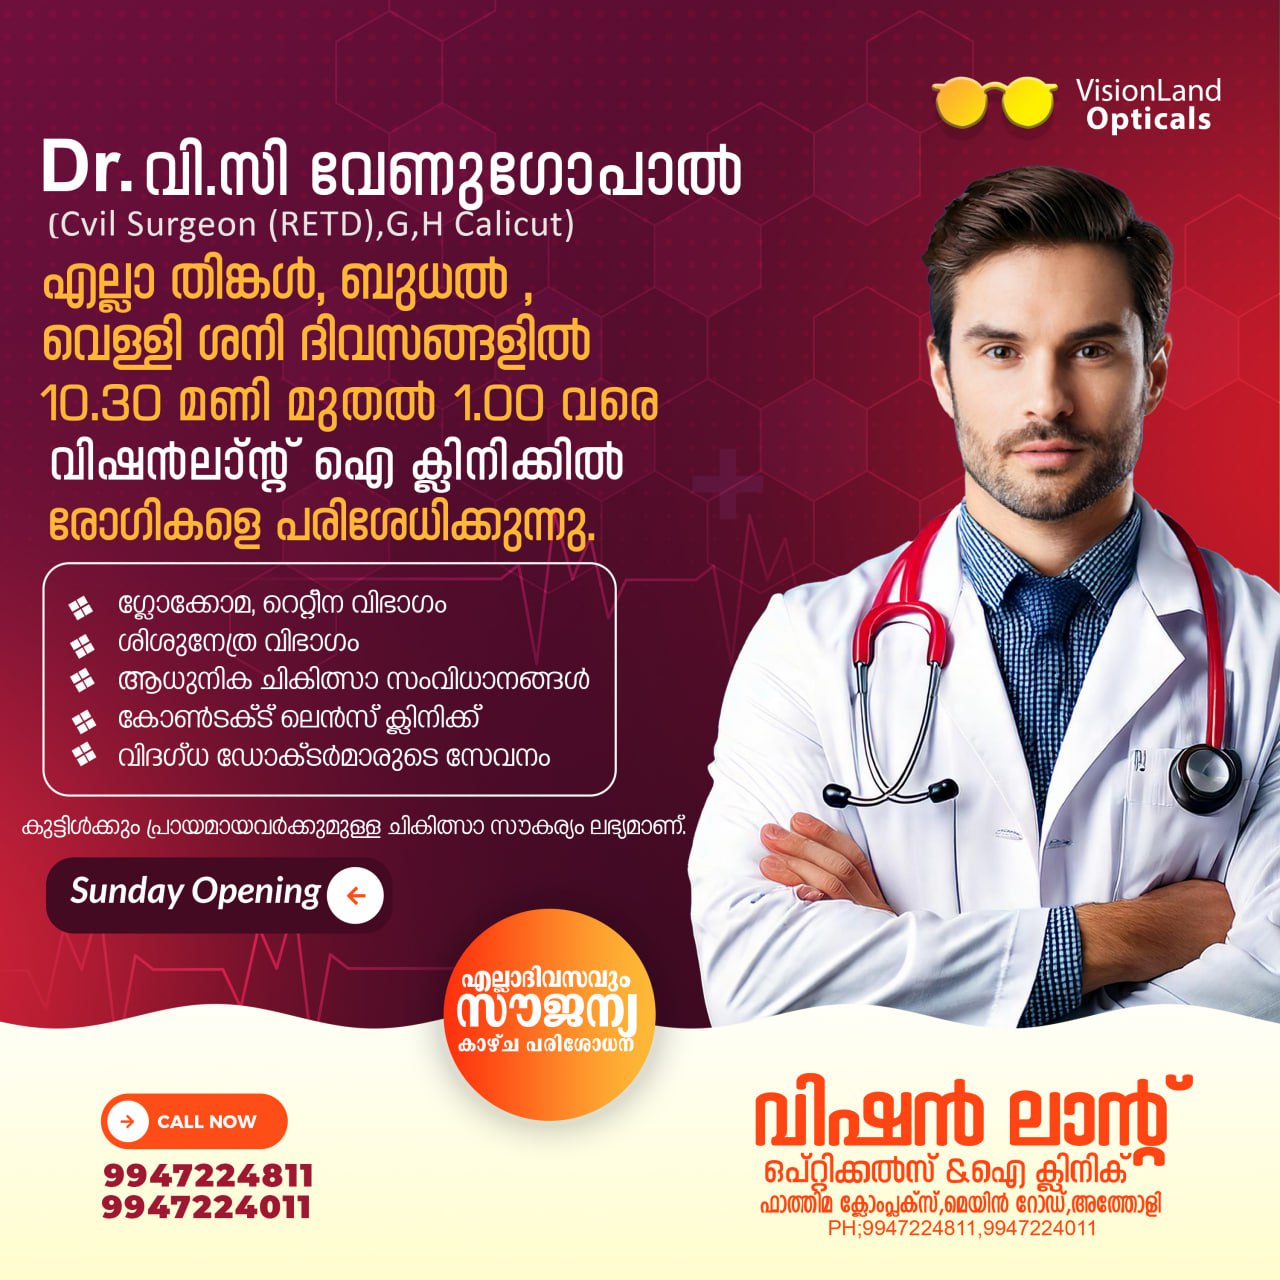 VisionLand
Opticals
Dr.വി.സി വേണുഗോപാൽ
(Cvil Surgeon (RETD),G,H Calicut)
എല്ലാ തിങ്കൾ, ബുധൽ ,
വെള്ളി ശനി ദിവസങ്ങളിൽ
10.30 മണി മുതൽ 1.00 വരെ
വിഷൻലാ്ന്റ് ഐ ക്ലിനിക്കിൽ
രോഗികളെ പരിശേധിക്കുന്നു.
ഗ്ലോക്കോമ, റെറ്റീന വിഭാഗം
ശിശുനേത്ര വിഭാഗം
ആധുനിക ചികിത്സാ സംവിധാനങ്ങൾ
കോൺടക്ട് ലെൻസ് ക്ലിനിക്ക്
വിദഗ്ധ ഡോക്ടർമാരുടെ സേവനം
കുട്ടിൾക്കും പ്രായമായവർക്കുമുള്ള ചികിത്സാ സൗകര്യം ലഭ്യമാണ്.
Sunday Opening
എല്ലാദിവസവും
സൗജന്യ
കാഴ്ച പരിശോധന
CALL NOW
9947224811
9947224011
വിഷൻ ലാന്റ്
ഒപ്റ്റിക്കൽസ് &ഐ ക്ലിനിക്
ഫാത്തിമ ക്ലോംപ്ലക്സ്,മെയിൻ റോഡ്,അത്തോളി
PH;9947224811,9947224011